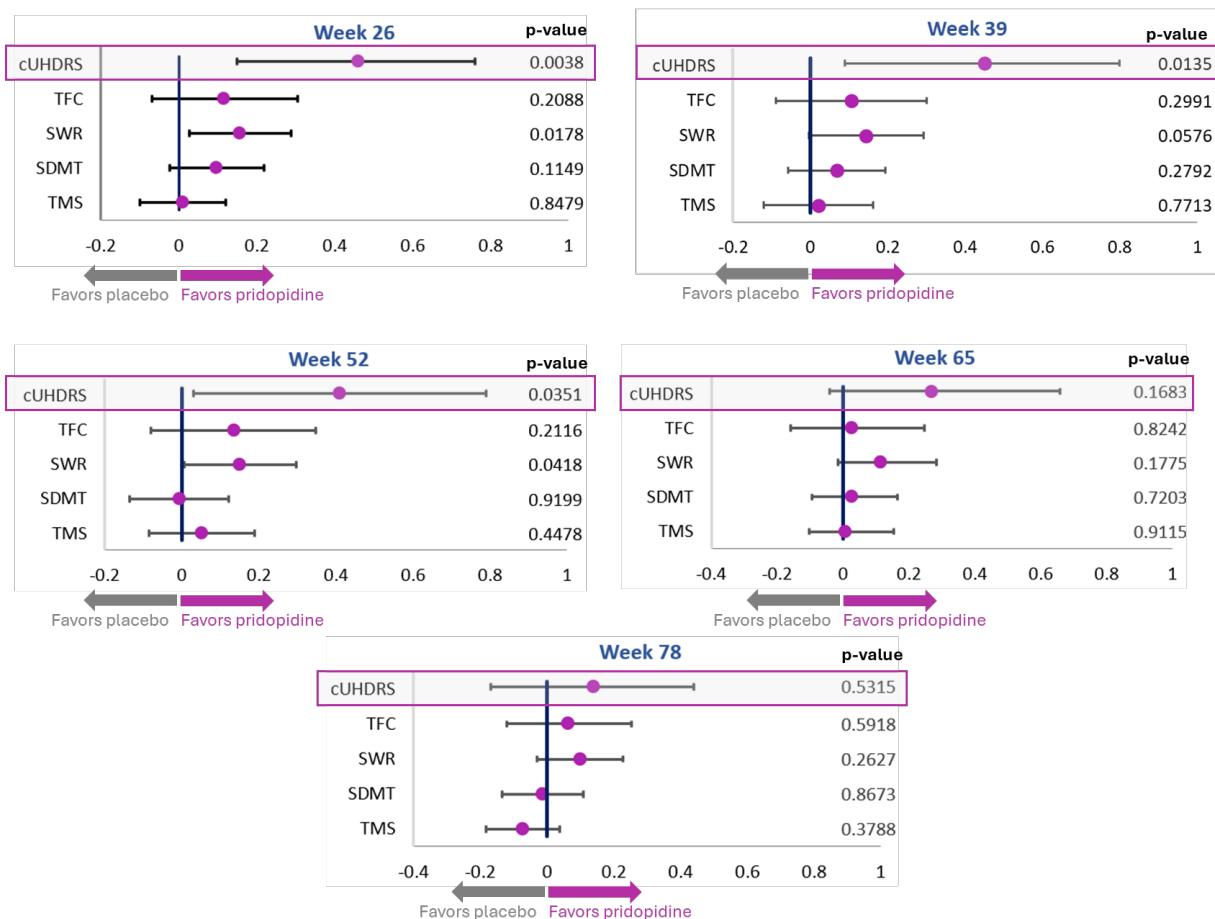 Week 26 p-value
cUHDRS 0.0038
TFC 0.2088
SWR 0.0178
SDMT 0.1149
TMS 0.8479
-0.2 0 0.2 0.4 0.6 0.8 1
Favors placebo Favors pridopidine
Week 39 p-value
cUHDRS 0.0135
TFC 0.2991
SWR 0.0576
SDMT 0.2792
TMS 0.7713
-0.2 0 0.2 0.4 0.6 0.8 1
Favors placebo Favors pridopidine
Week 52 p-value
cUHDRS 0.0351
TFC 0.2116
SWR 0.0418
SDMT 0.9199
TMS 0.4478
-0.2 0 0.2 0.4 0.6 0.8 1
Favors placebo Favors pridopidine
Week 65 p-value
cUHDRS 0.1683
TFC 0.8242
SWR 0.1775
SDMT 0.7203
TMS 0.9115
-0.4 -0.2 0 0.2 0.4 0.6 0.8 1
Favors placebo Favors pridopidine
Week 78 p-value
cUHDRS 0.5315
TFC 0.5918
SWR 0.2627
SDMT 0.8673
TMS 0.3788
-0.4 -0.2 0 0.2 0.4 0.6 0.8 1
Favors placebo Favors pridopidine